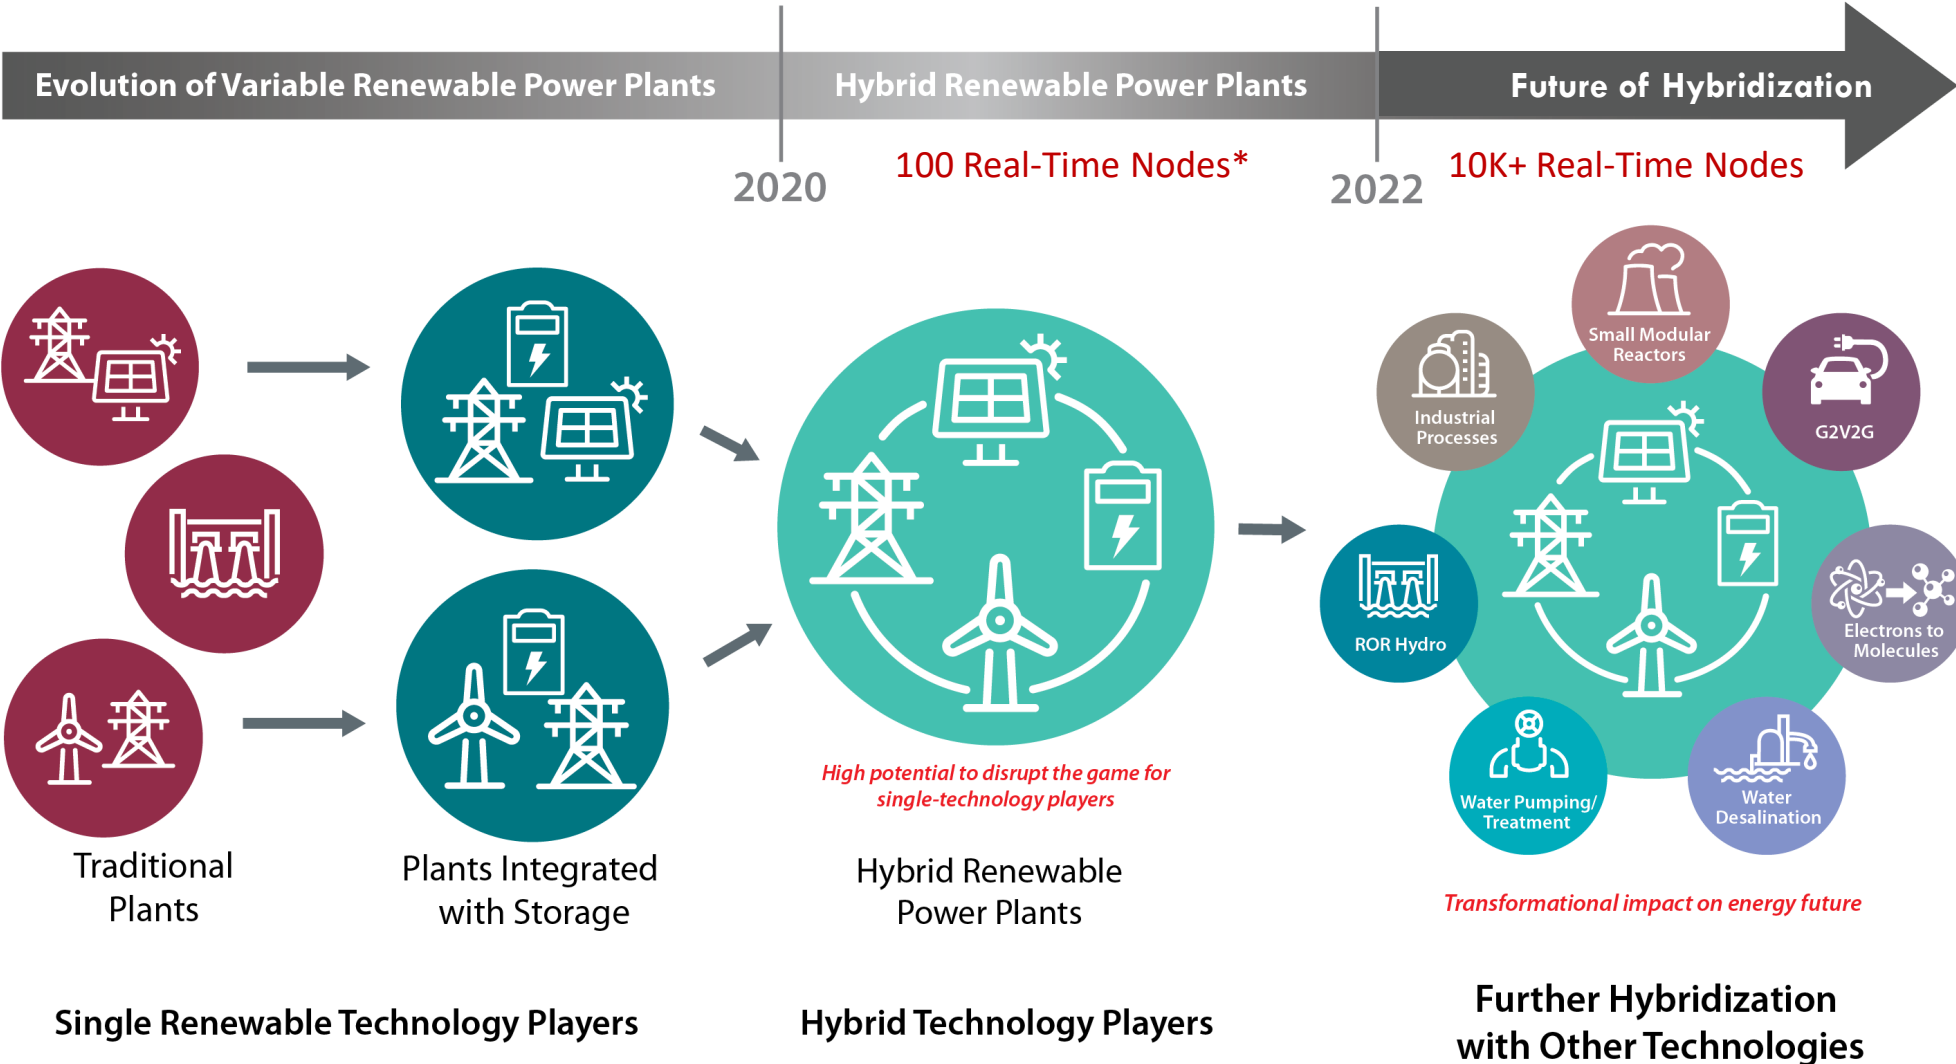 Evolution of Variable Renewable Power Plants
Hybrid Renewable Power Plants
Future of Hybridization
2020
100 Real-Time Nodes*
2022
10K+ Real-Time Nodes
Small Modular
Reactors
Industrial
Processes
G2V2G
ROR Hydro
Electrons to
Molecules
Water Pumping/
Treatment
Water
Desalination
High potential to disrupt the game for
single-technology players
Transformational impact on energy future
Traditional
Plants
Plants Integrated
with Storage
Hybrid Renewable
Power Plants
Single Renewable Technology Players
Hybrid Technology Players
Further Hybridization
with Other Technologies